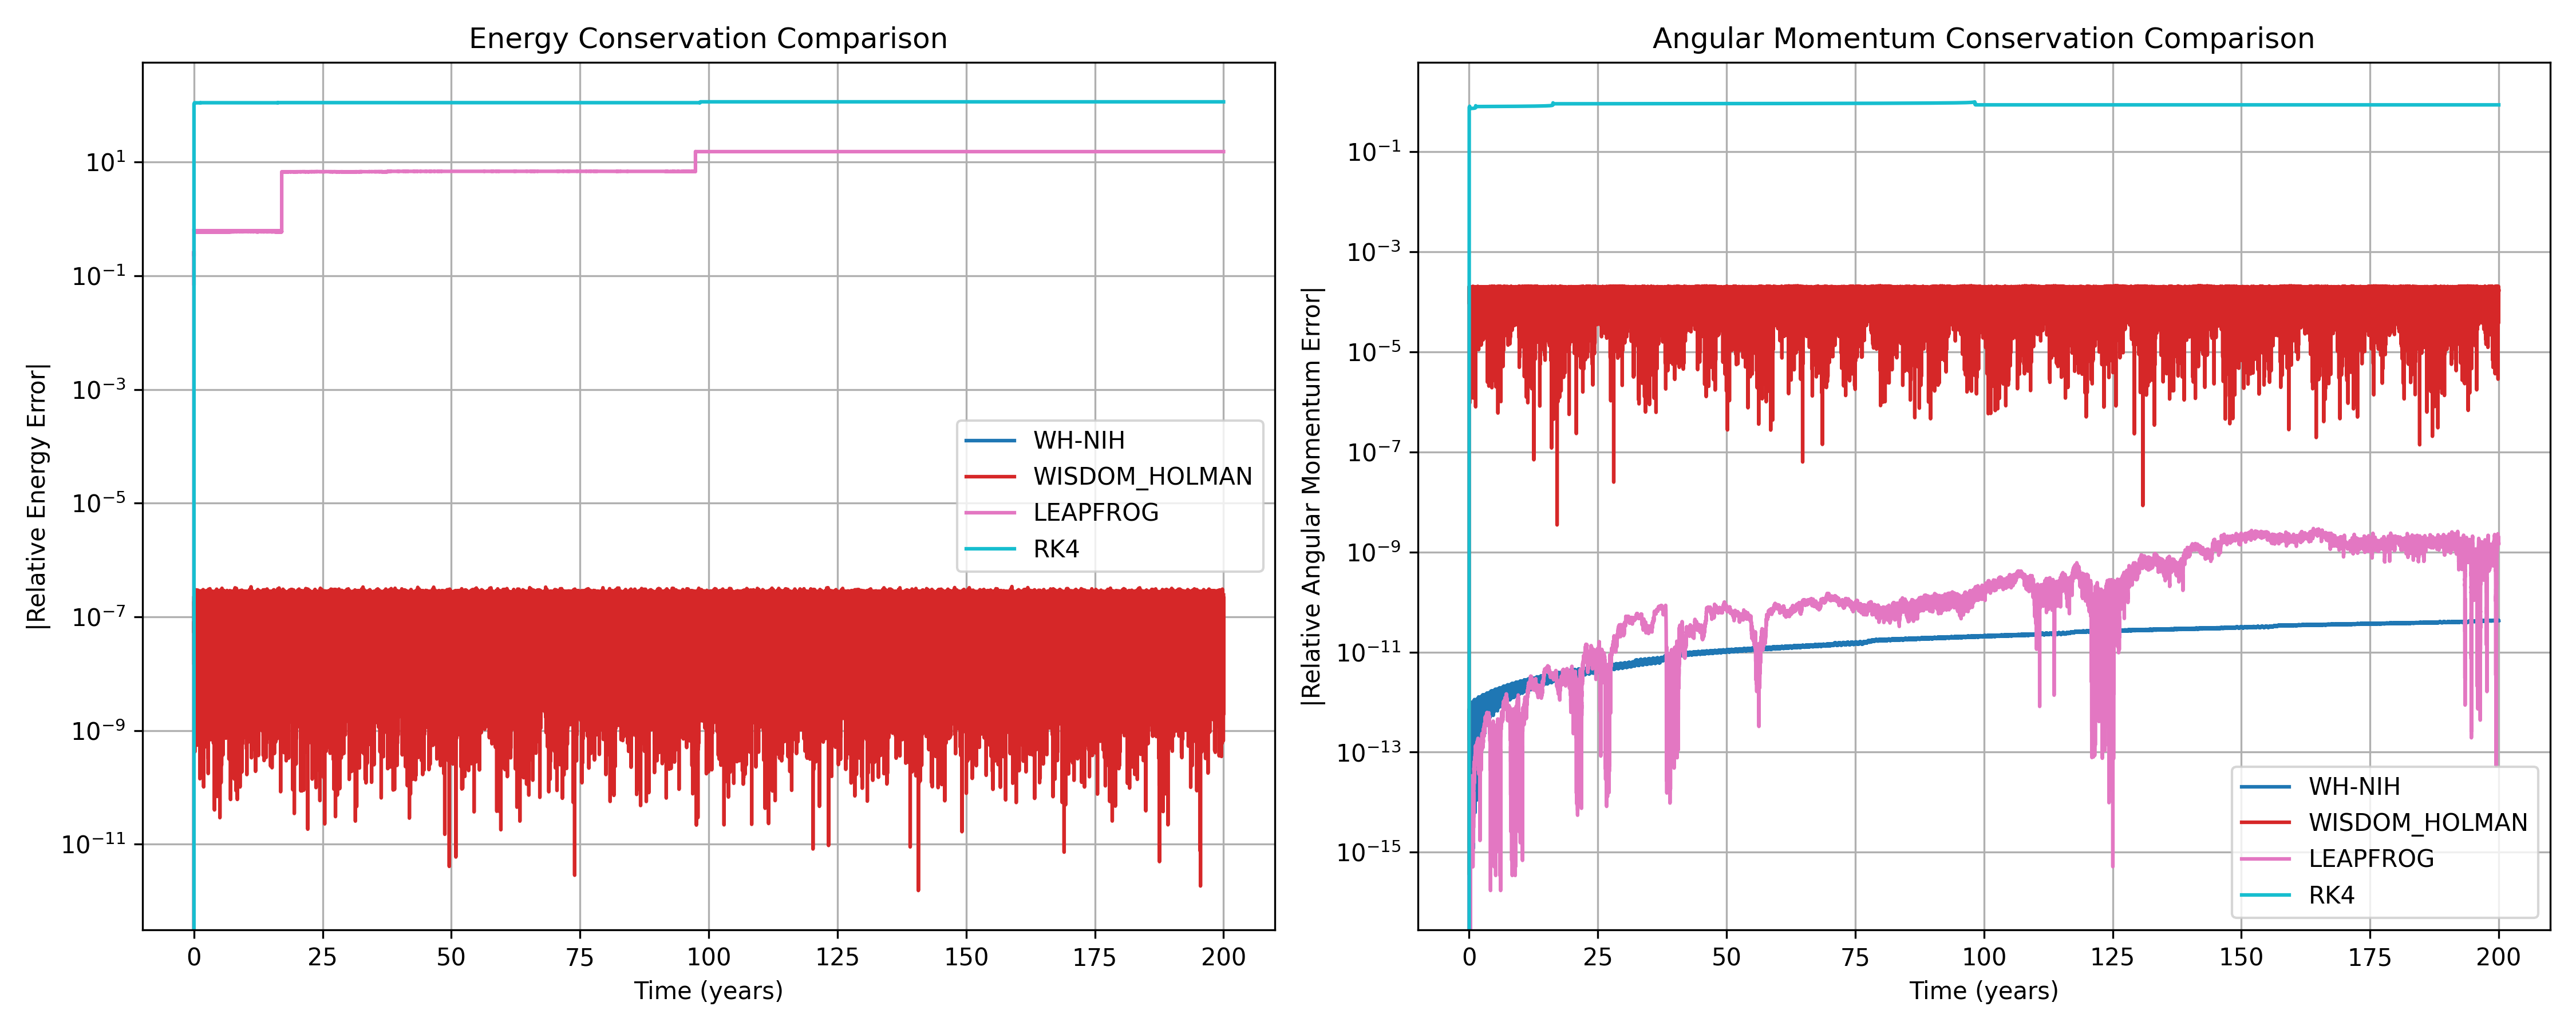 Energy Conservation Comparison
|Relative Energy Error|
10¹
10⁻¹
10⁻³
10⁻⁵
10⁻⁷
10⁻⁹
10⁻¹¹
WH-NIH
WISDOM_HOLMAN
LEAPFROG
RK4
0 25 50 75 100 125 150 175 200
Time (years)
Angular Momentum Conservation Comparison
|Relative Angular Momentum Error|
10⁻¹
10⁻³
10⁻⁵
10⁻⁷
10⁻⁹
10⁻¹¹
10⁻¹³
10⁻¹⁵
WH-NIH
WISDOM_HOLMAN
LEAPFROG
RK4
0 25 50 75 100 125 150 175 200
Time (years)